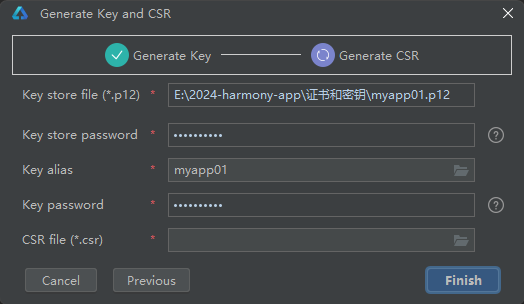 Generate Key and CSR
Generate Key
Generate CSR
Key store file (*.p12) * E:\2024-harmony-app\证书和密钥\myapp01.p12
Key store password * ••••••••••
Key alias * myapp01
Key password * ••••••••••
CSR file (*.csr) *
Cancel
Previous
Finish